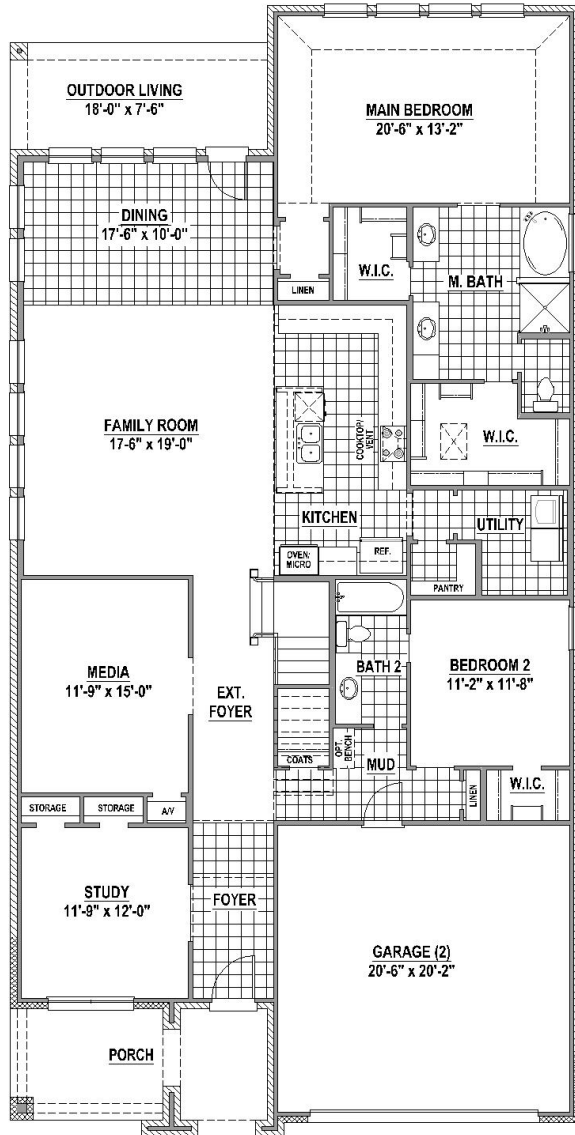 OUTDOOR LIVING
18'-0" x 7'-6"
MAIN BEDROOM
20'-6" x 13'-2"
DINING
17'-6" x 10'-0"
W.I.C.
M. BATH
LINEN
FAMILY ROOM
17'-6" x 19'-0"
COOKTOP/
VENT
W.I.C.
KITCHEN
UTILITY
OVEN/
MICRO
REF.
PANTRY
MEDIA
11'-9" x 15'-0"
EXT.
FOYER
BATH 2
BEDROOM 2
11'-2" x 11'-8"
OPT.
BENCH
MUD
COATS
STORAGE
STORAGE
A/V
LINEN
W.I.C.
STUDY
11'-9" x 12'-0"
FOYER
GARAGE (2)
20'-6" x 20'-2"
PORCH